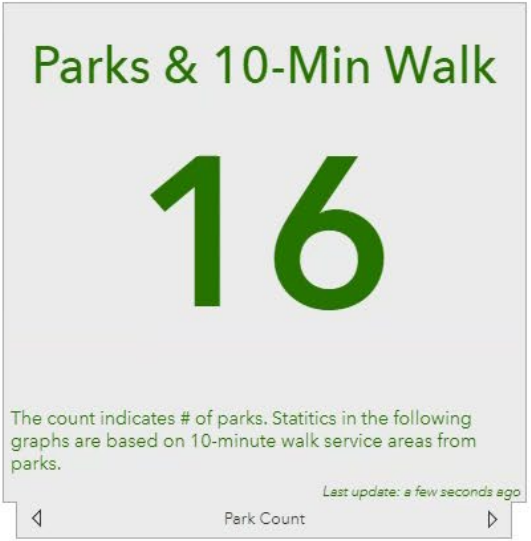 Parks & 10-Min Walk
16
The count indicates # of parks. Statitics in the following
graphs are based on 10-minute walk service areas from
parks.
Last update: a few seconds ago
Park Count